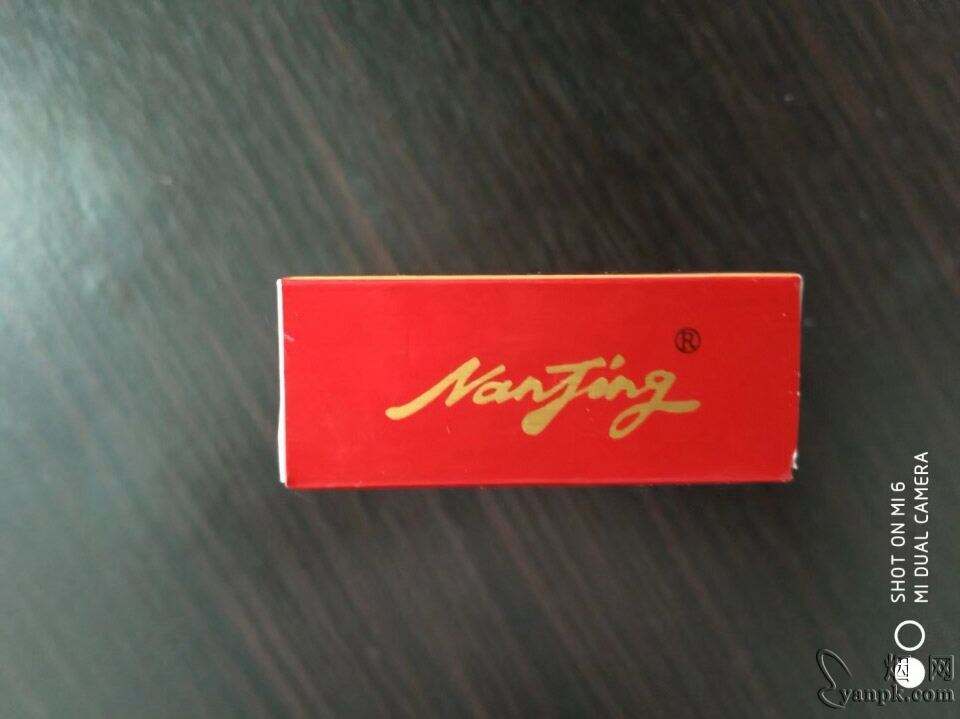 NanJing
®
SHOT ON MI 6
MI DUAL CAMERA
烟网
yanpk.com